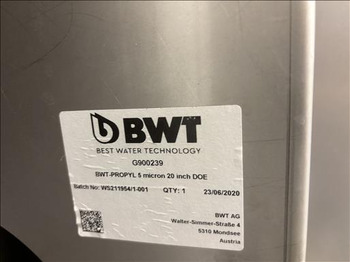 BWT
BEST WATER TECHNOLOGY
G900239
BWT-PROPYL 5 micron 20 inch DOE
Batch No: WS211954/1-001 QTY: 1 23/06/2020
BWT AG
Walter-Simmer-Straße 4
5310 Mondsee
Austria